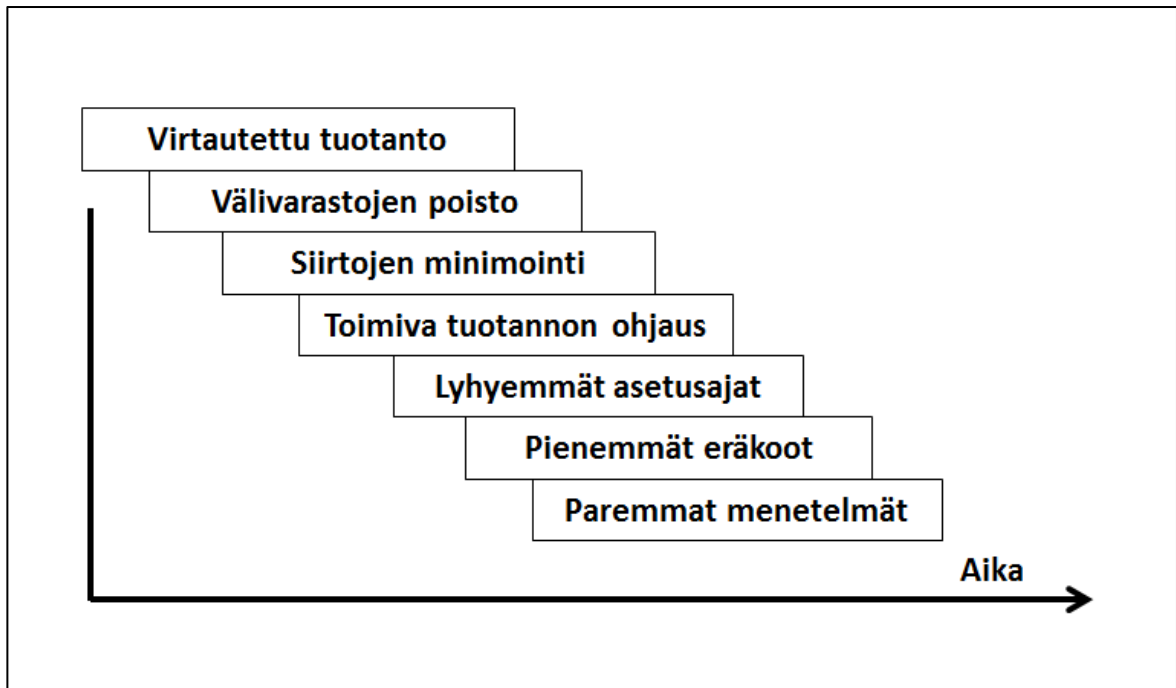 Virtautettu tuotanto
Välivarastojen poisto
Siirtojen minimointi
Toimiva tuotannon ohjaus
Lyhyemmät asetusajat
Pienemmät eräkoot
Paremmat menetelmät
Aika